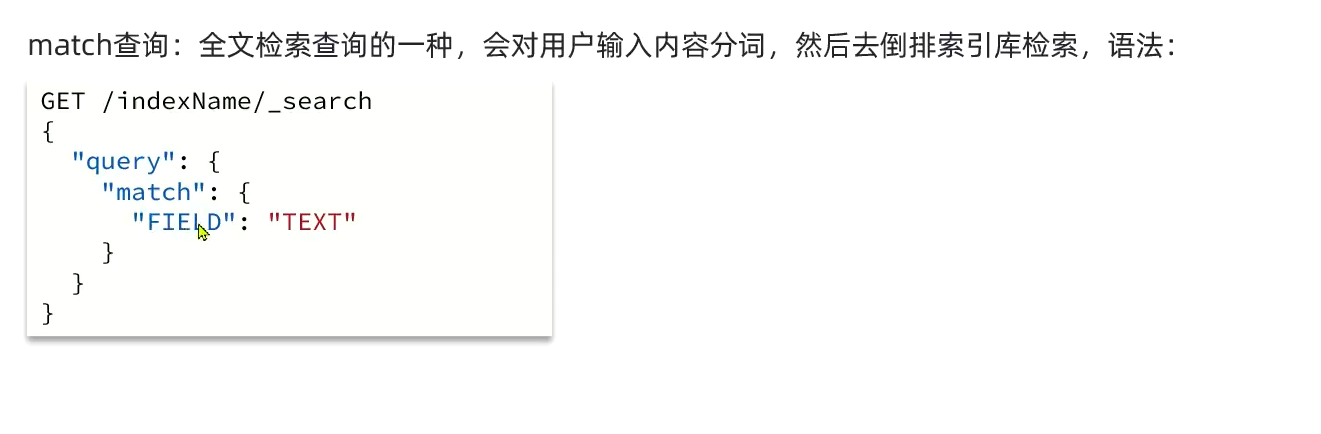 match查询：全文检索查询的一种，会对用户输入内容分词，然后去倒排索引库检索，语法：
GET /indexName/_search
{
  "query": {
    "match": {
      "FIELD": "TEXT"
    }
  }
}